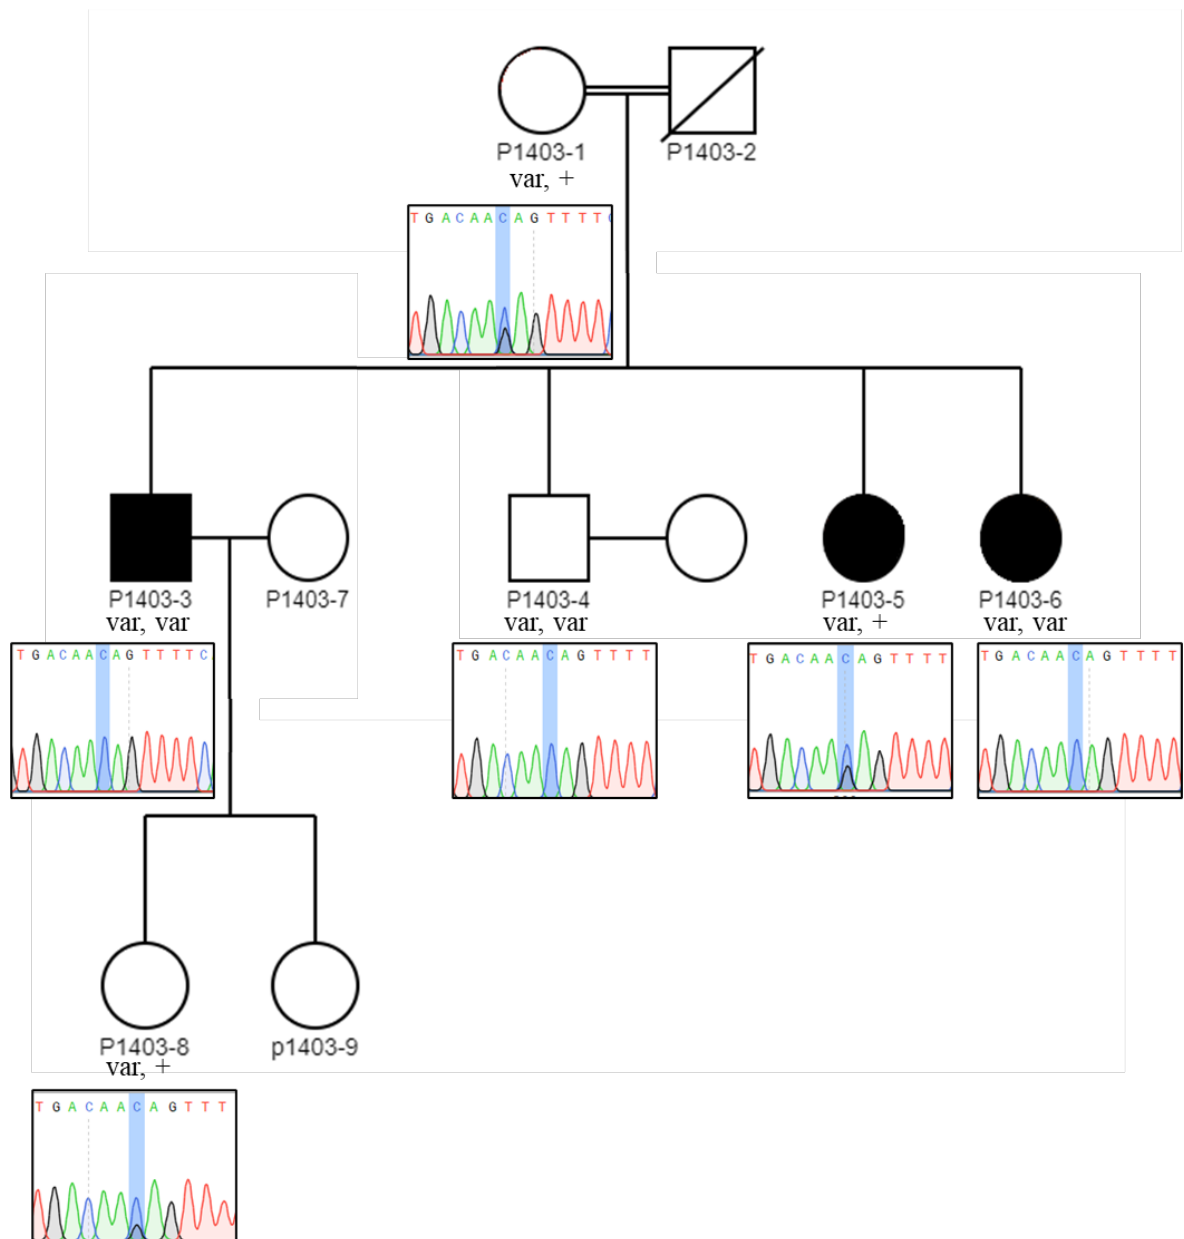 P1403-1
P1403-2
var, +
TGACAACAGTTTTC
P1403-3
P1403-7
P1403-4
P1403-5
P1403-6
var, var
var, var
var, +
var, var
TGACAACAGTTTTC
TGACAACAGTTTT
TGACAACAGTTTT
TGACAACAGTTTT
P1403-8
p1403-9
var, +
TGACAACAGTTT